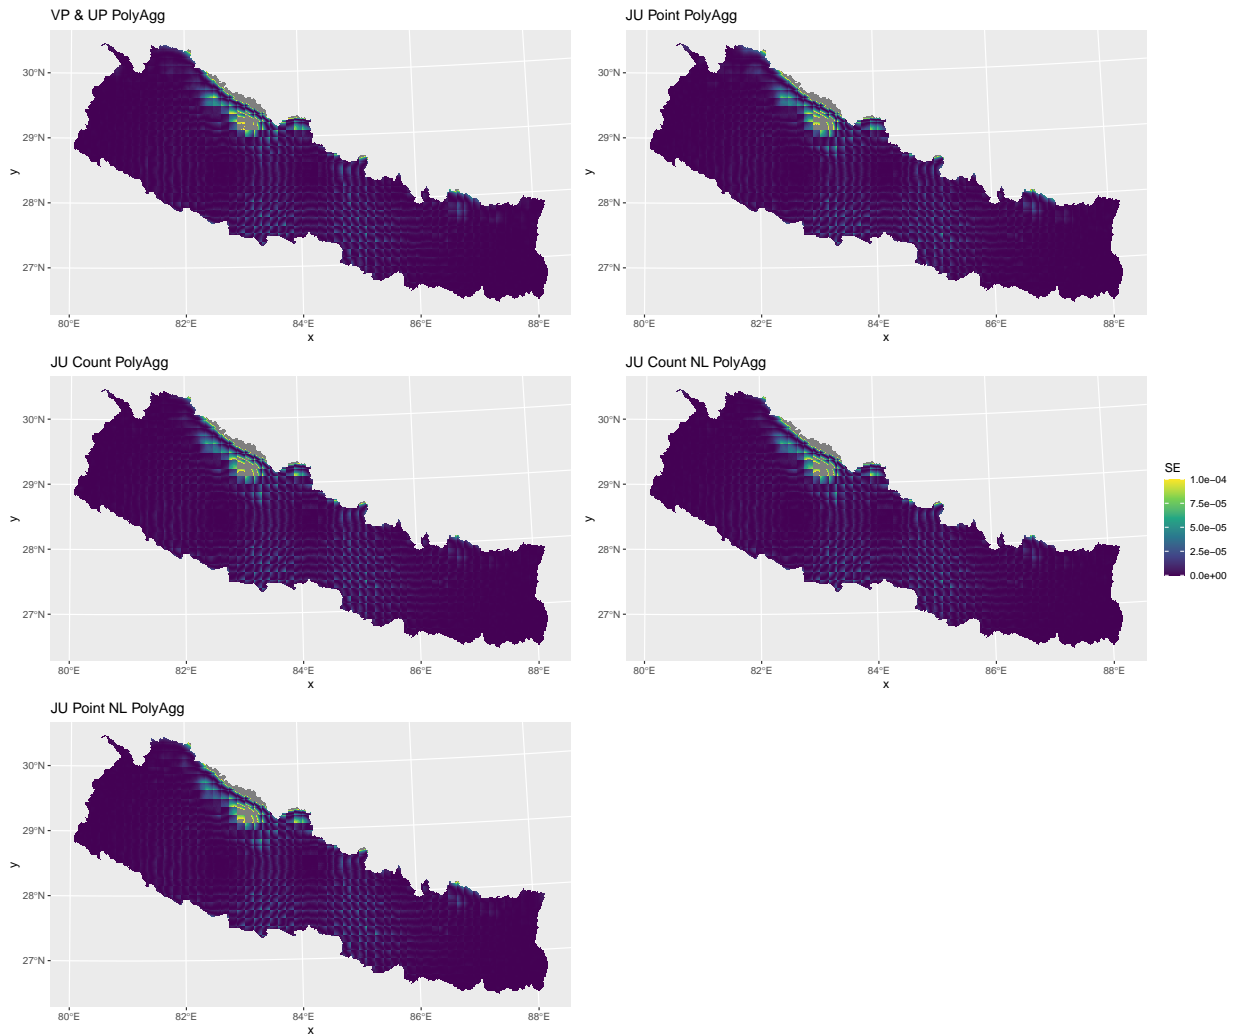 VP & UP PolyAgg
JU Point PolyAgg
30°N
29°N
28°N
27°N
y
80°E 82°E 84°E 86°E 88°E
x
30°N
29°N
28°N
27°N
y
80°E 82°E 84°E 86°E 88°E
x
JU Count PolyAgg
JU Count NL PolyAgg
30°N
29°N
28°N
27°N
y
80°E 82°E 84°E 86°E 88°E
x
30°N
29°N
28°N
27°N
y
80°E 82°E 84°E 86°E 88°E
x
SE
1.0e−04
7.5e−05
5.0e−05
2.5e−05
0.0e+00
JU Point NL PolyAgg
30°N
29°N
28°N
27°N
y
80°E 82°E 84°E 86°E 88°E
x